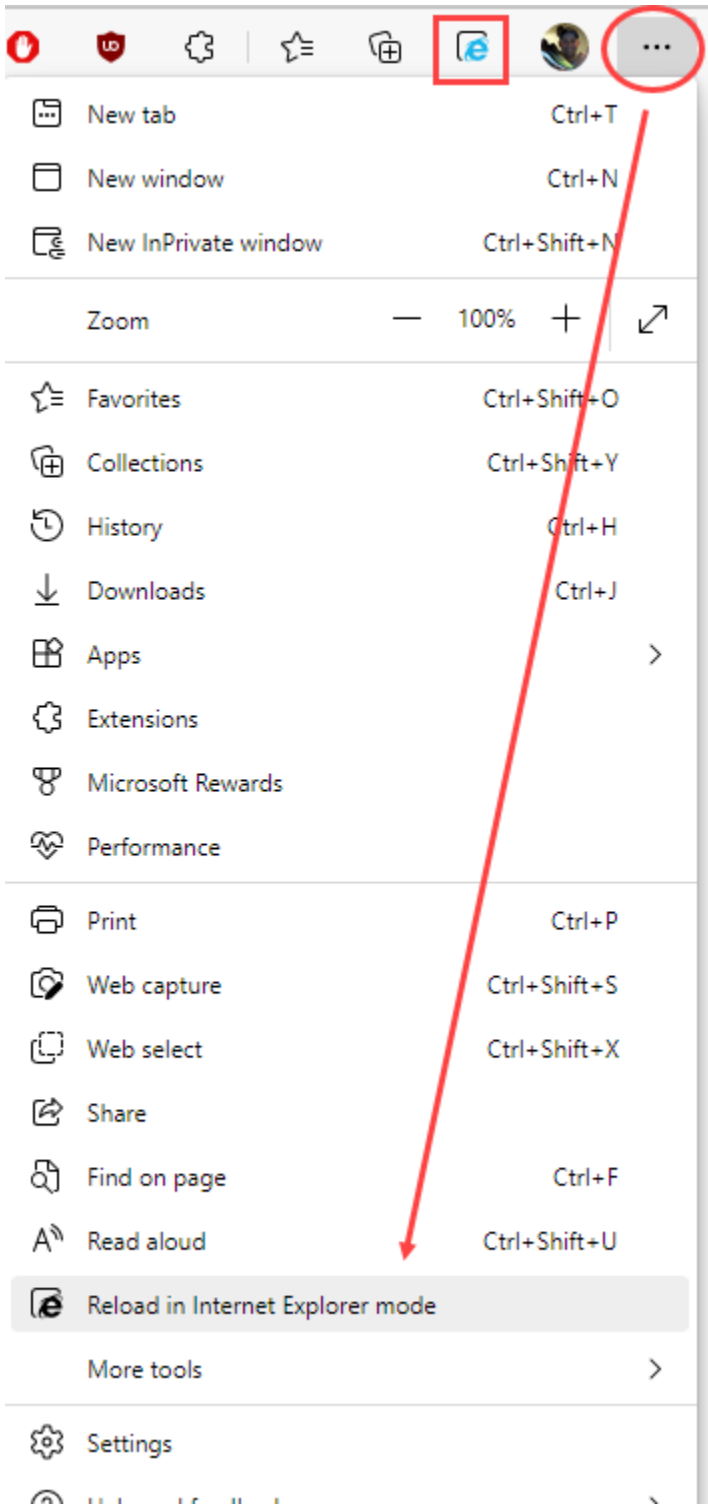 UO
New tab Ctrl+T
New window Ctrl+N
New InPrivate window Ctrl+Shift+N
Zoom — 100% +
Favorites Ctrl+Shift+O
Collections Ctrl+Shift+Y
History Ctrl+H
Downloads Ctrl+J
Apps
Extensions
Microsoft Rewards
Performance
Print Ctrl+P
Web capture Ctrl+Shift+S
Web select Ctrl+Shift+X
Share
Find on page Ctrl+F
Read aloud Ctrl+Shift+U
Reload in Internet Explorer mode
More tools
Settings